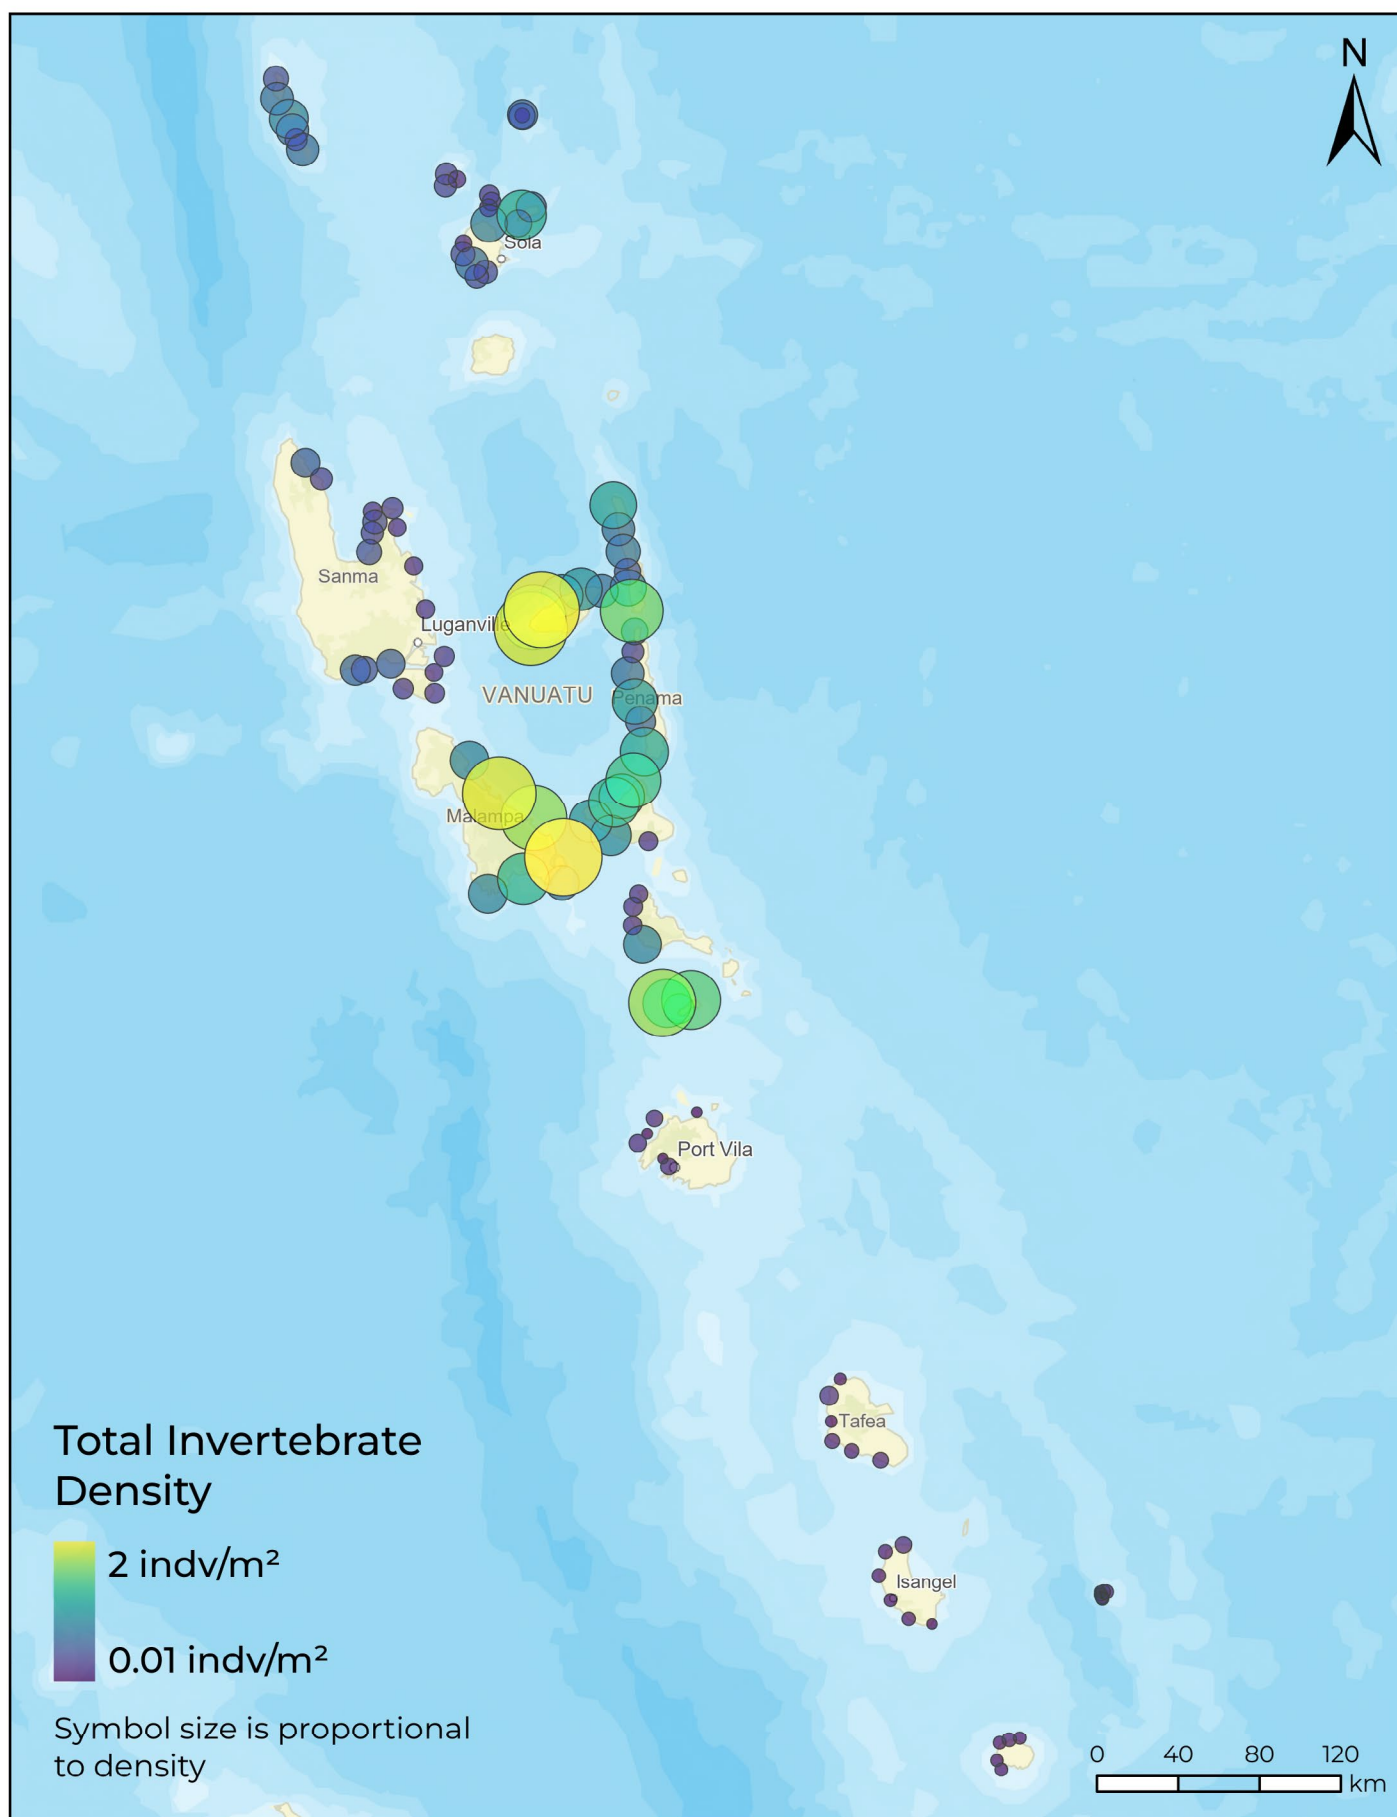 N
Sola
Sanma
Luganville
VANUATU
Penama
Malampa
Port Vila
Tafea
Isangel
Total Invertebrate
Density
2 indv/m²
0.01 indv/m²
Symbol size is proportional
to density
0 40 80 120
km